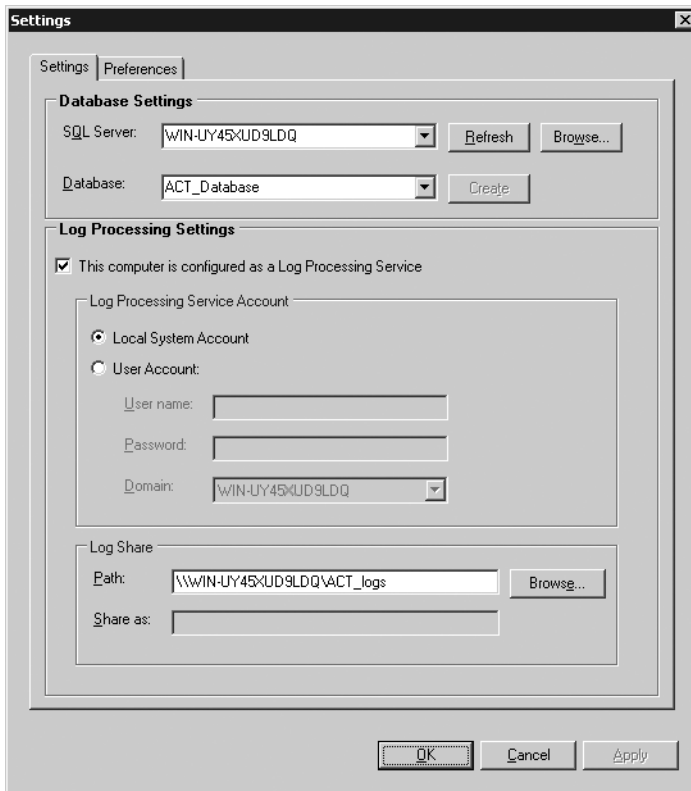 Settings
Settings Preferences
Database Settings
SQL Server: WIN-UY45XUD9LDQ Refresh Browse...
Database: ACT_Database Create
Log Processing Settings
This computer is configured as a Log Processing Service
Log Processing Service Account
Local System Account
User Account:
User name:
Password:
Domain: WIN-UY45XUD9LDQ
Log Share
Path: \\WIN-UY45XUD9LDQ\ACT_logs Browse...
Share as:
OK Cancel Apply